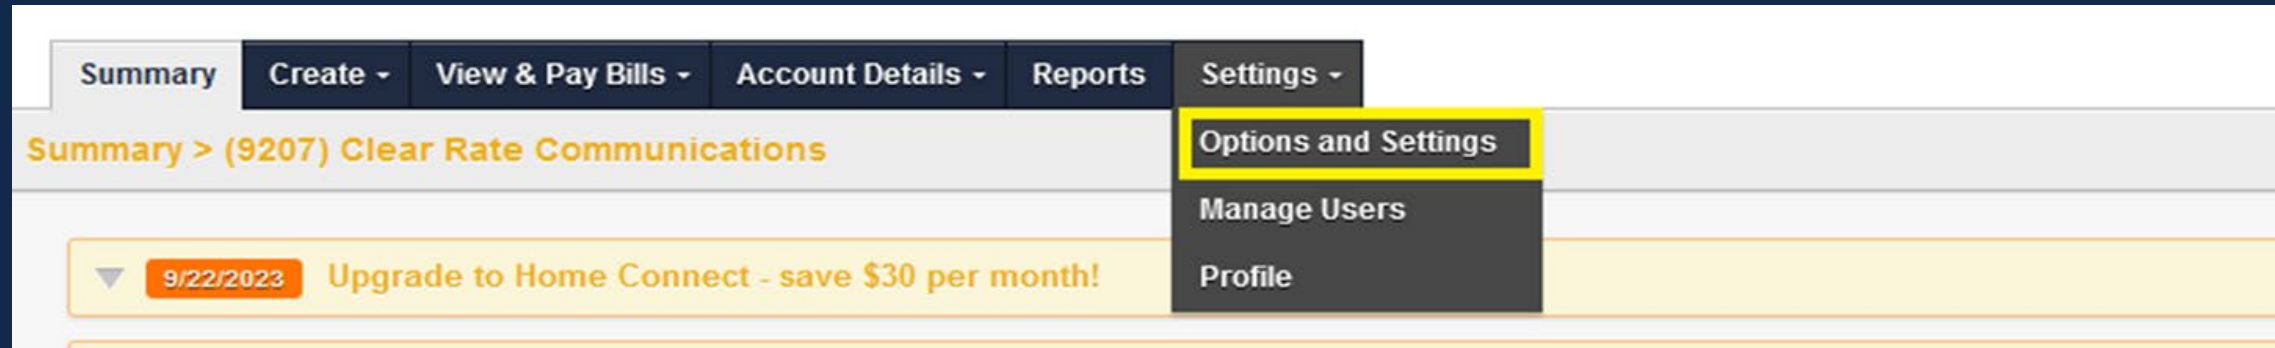 Summary Create View & Pay Bills Account Details Reports Settings
Options and Settings
Summary > (9207) Clear Rate Communications
Manage Users
9/22/2023 Upgrade to Home Connect - save $30 per month!
Profile